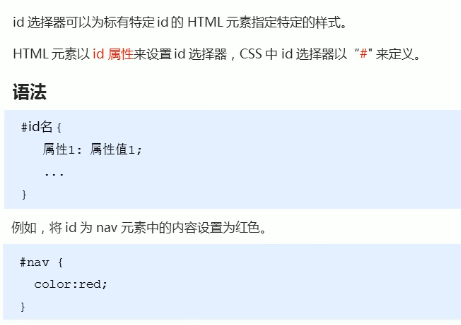 id 选择器可以为标有特定 id 的 HTML 元素指定特定的样式。
HTML 元素以 id 属性来设置 id 选择器，CSS 中 id 选择器以 “#" 来定义。
语法
#id名 {
属性1: 属性值1;
...
}
例如，将 id 为 nav 元素中的内容设置为红色。
#nav {
color:red;
}